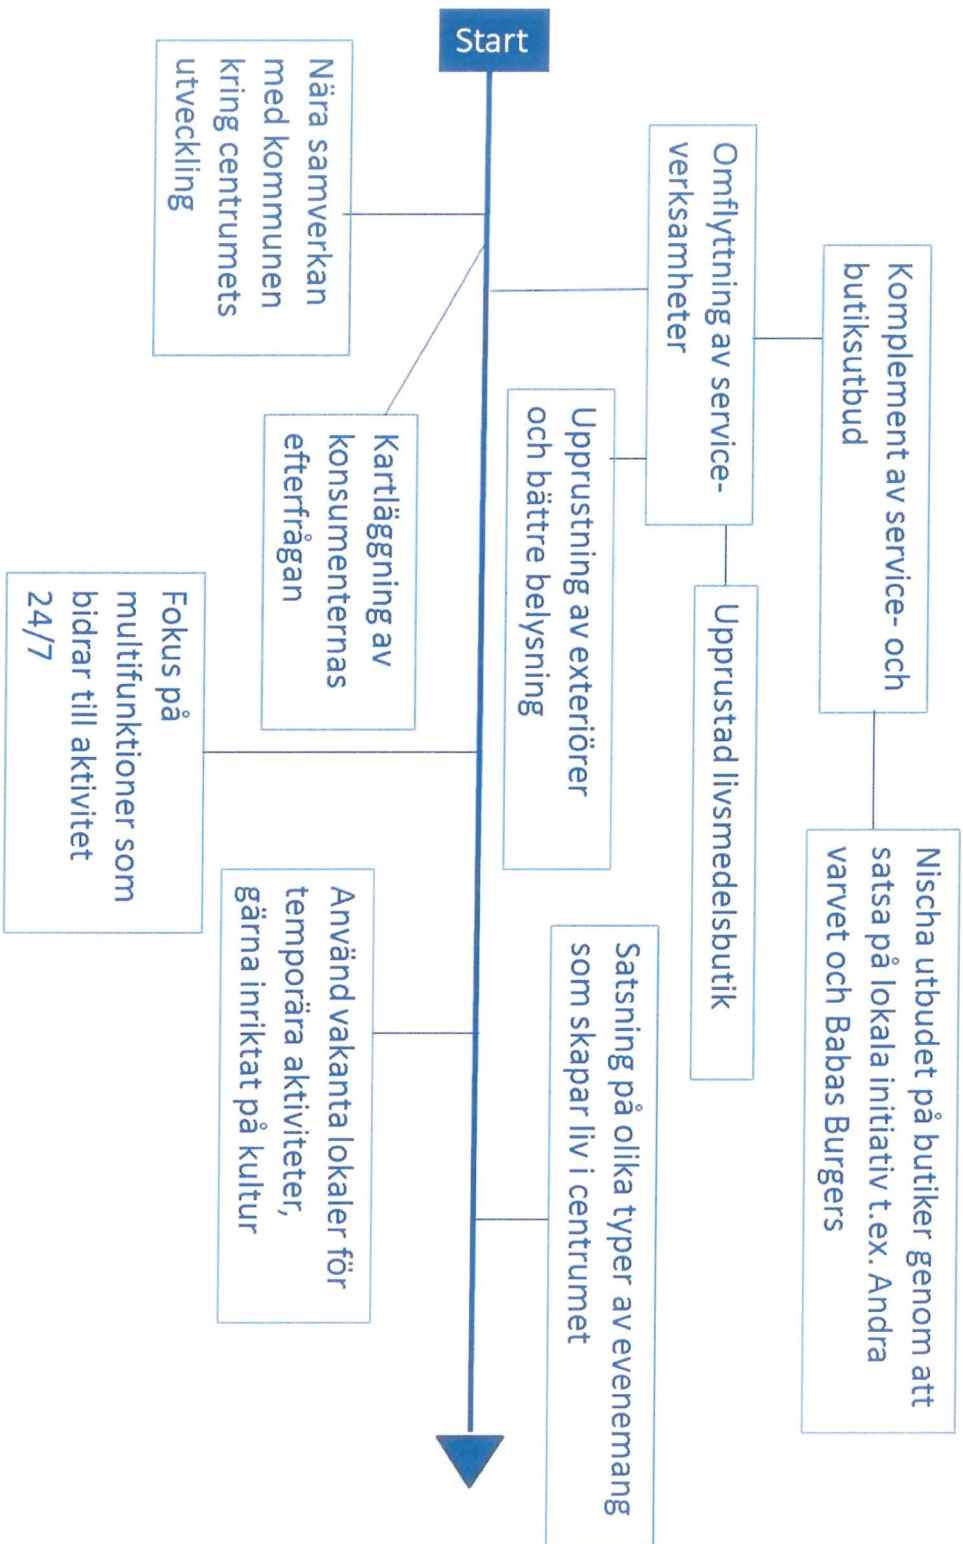 Start
Komplement av service- och
butiksutbud
Nischa utbudet på butiker genom att
satsa på lokala initiativ t.ex. Andra
varvet och Babas Burgers
Omflyttning av service-
verksamheter
Upprustad livsmedelsbutik
Upprustning av exteriörer
och bättre belysning
Satsning på olika typer av evenemang
som skapar liv i centrumet
Nära samverkan
med kommunen
kring centrumets
utveckling
Kartläggning av
konsumenternas
efterfrågan
Fokus på
multifunktioner som
bidrar till aktivitet
24/7
Använd vakanta lokaler för
temporära aktiviteter,
gärna inriktat på kultur